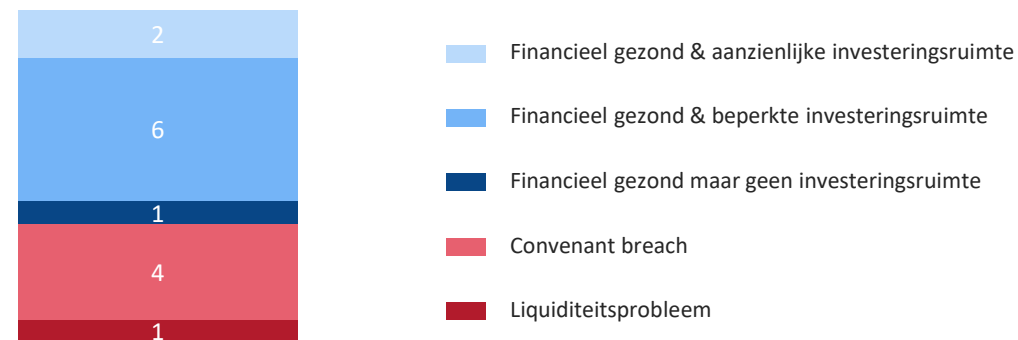 2
Financieel gezond & aanzienlijke investeringsruimte
6
Financieel gezond & beperkte investeringsruimte
1
Financieel gezond maar geen investeringsruimte
4
Convenant breach
1
Liquiditeitsprobleem